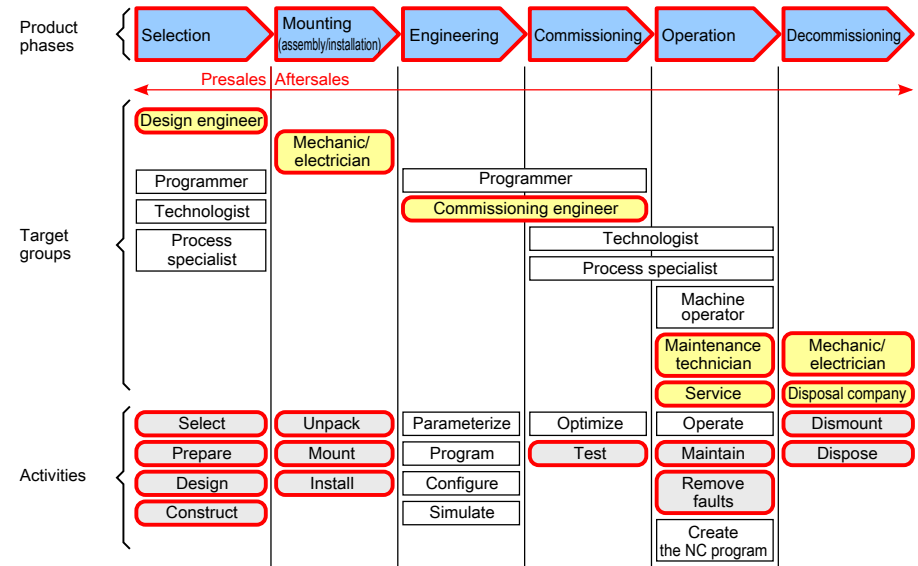 Product
phases
Selection
Mounting
(assembly/installation)
Engineering
Commissioning
Operation
Decommissioning
Presales
Aftersales
Target
groups
Design engineer
Mechanic/
electrician
Programmer
Programmer
Technologist
Commissioning engineer
Process
specialist
Technologist
Process specialist
Machine
operator
Maintenance
technician
Mechanic/
electrician
Service
Disposal company
Activities
Select
Unpack
Parameterize
Optimize
Operate
Dismount
Prepare
Mount
Program
Test
Maintain
Dispose
Design
Install
Configure
Remove
faults
Construct
Simulate
Create
the NC program